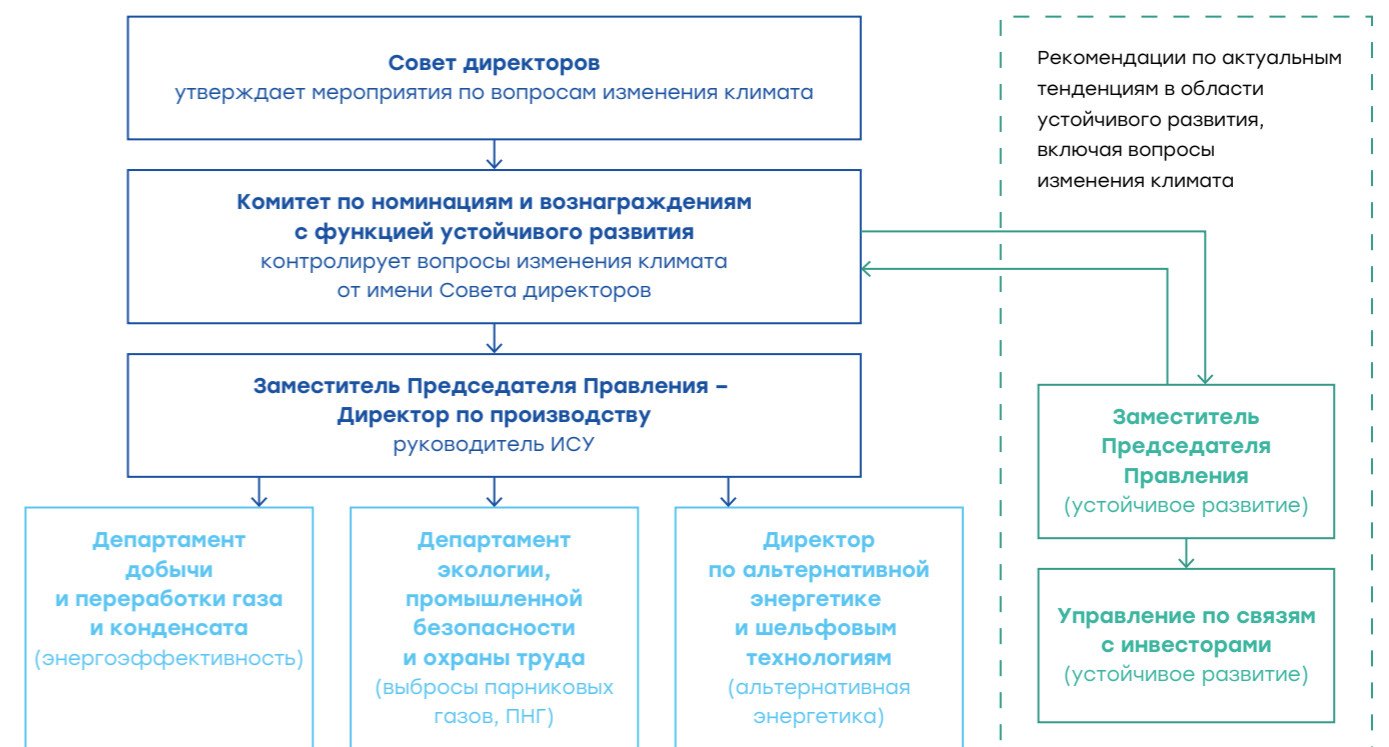 Совет директоров
утверждает мероприятия по вопросам изменения климата
Комитет по номинациям и вознаграждениям
с функцией устойчивого развития
контролирует вопросы изменения климата
от имени Совета директоров
Заместитель Председателя Правления –
Директор по производству
руководитель ИСУ
Департамент
добычи
и переработки газа
и конденсата
(энергоэффективность)
Департамент
экологии,
промышленной
безопасности
и охраны труда
(выбросы парниковых
газов, ПНГ)
Директор
по альтернативной
энергетике
и шельфовым
технологиям
(альтернативная
энергетика)
Рекомендации по актуальным
тенденциям в области
устойчивого развития,
включая вопросы
изменения климата
Заместитель
Председателя
Правления
(устойчивое развитие)
Управление по связям
с инвесторами
(устойчивое развитие)